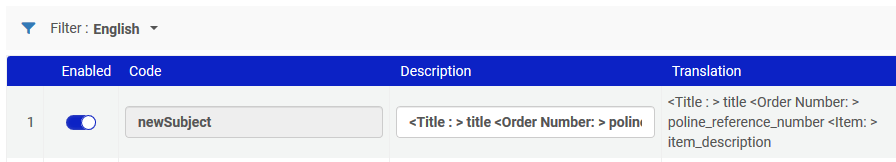 Filter : English
Enabled Code Description Translation
1 newSubject <Title : > title <Order Number: > polin
<Title : > title <Order Number: >
poline_reference_number <Item: >
item_description